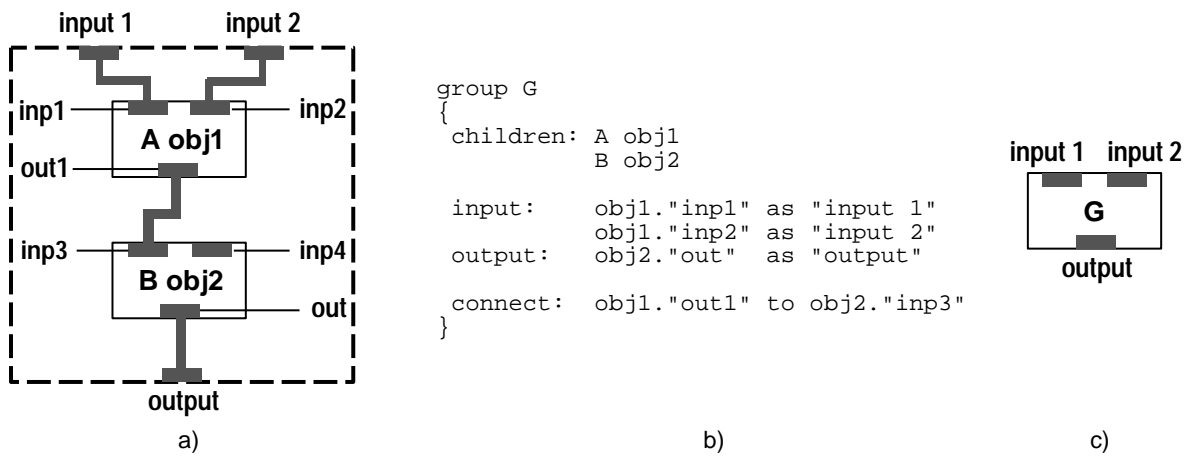 input 1 input 2
inp1 inp2
A obj1
out1
inp3 inp4
B obj2
out
output
a)
group G
{
children: A obj1
B obj2
input: obj1."inp1" as "input 1"
obj1."inp2" as "input 2"
output: obj2."out" as "output"
connect: obj1."out1" to obj2."inp3"
}
b)
input 1 input 2
G
output
c)